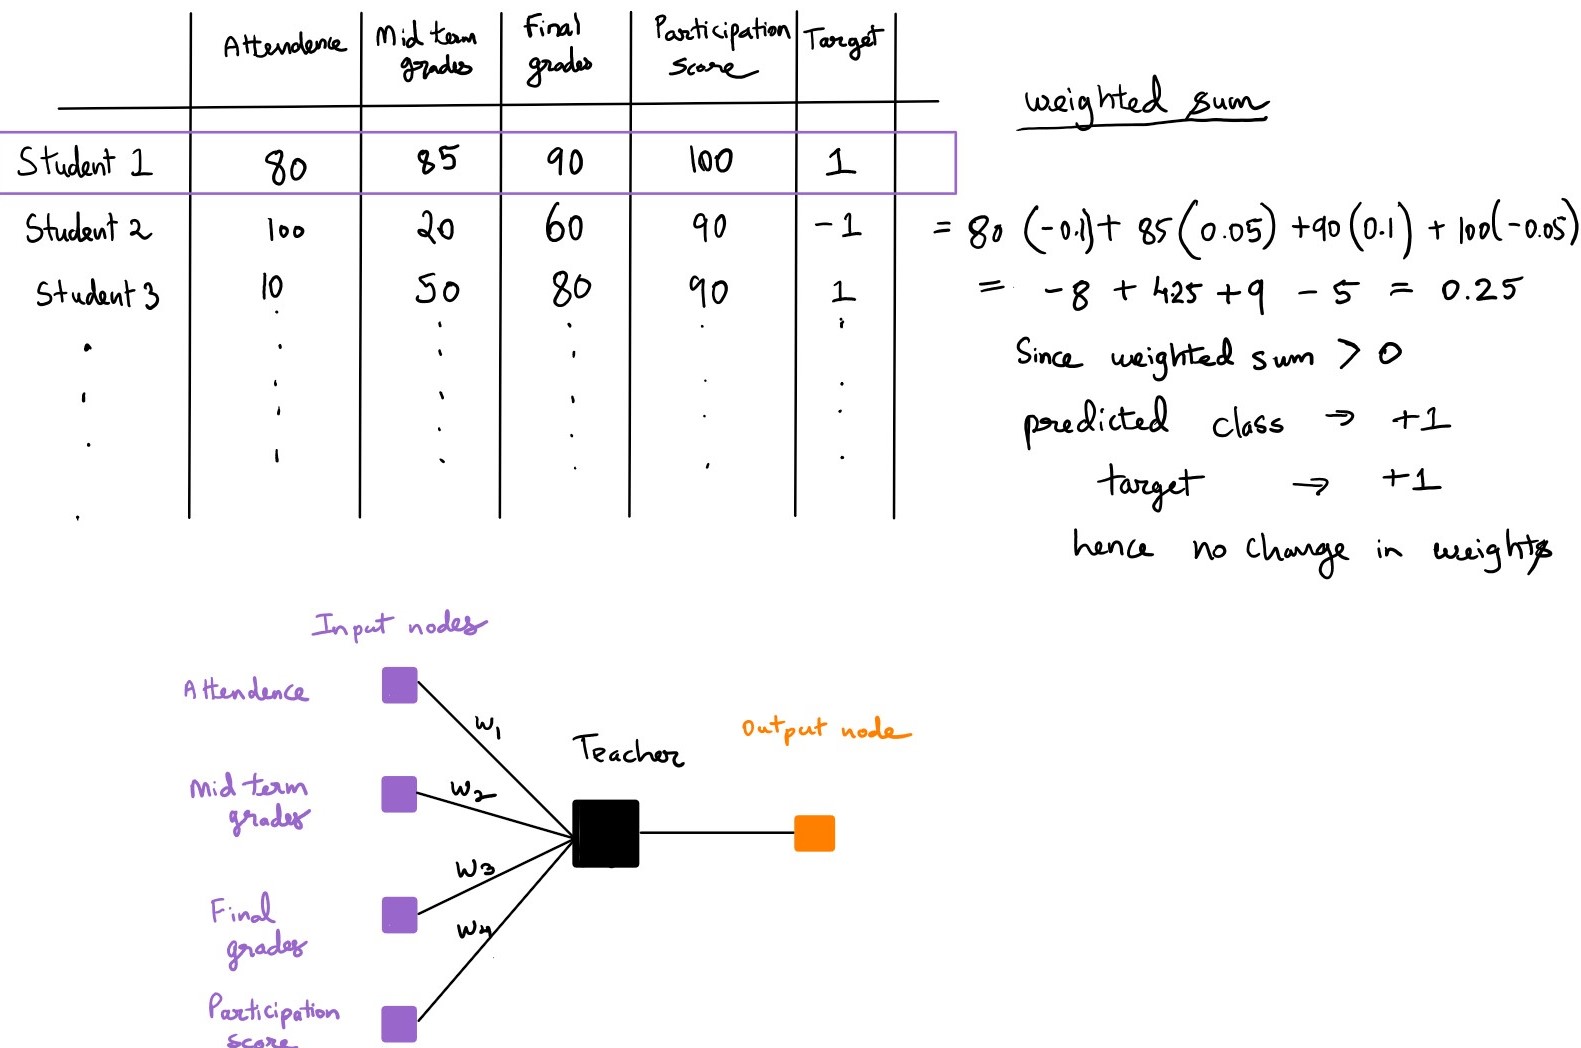 Attendence Mid term grades Final grades Participation score Target
Student 1 80 85 90 100 1
Student 2 100 20 60 90 -1
Student 3 10 50 80 90 1
weighted sum
= 80 (-0.1)+ 85(0.05) +90(0.1) + 100(-0.05)
= -8 + 4.25 +9 - 5 = 0.25
Since weighted sum > 0
predicted class → +1
target → +1
hence no change in weights
Input nodes
Attendence
W1
Mid term
grades
W2
Final
grades
W3
Participation
score
W4
Teacher
Output node